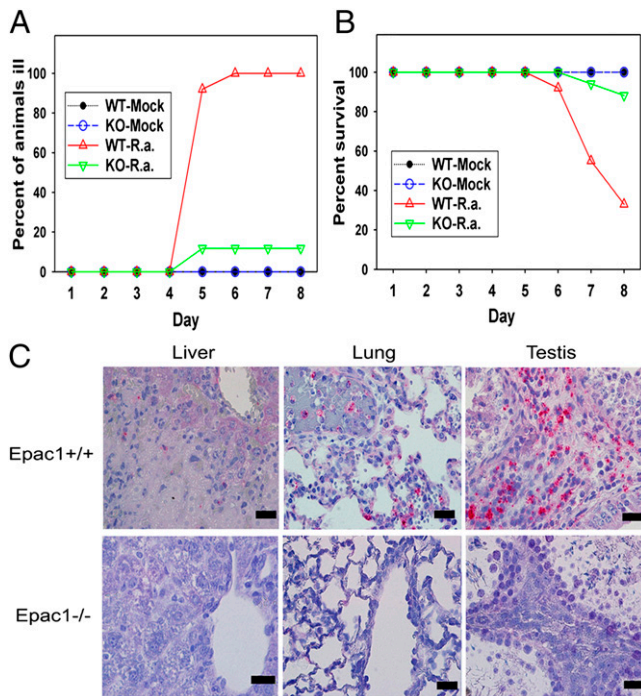 A
Percent of animals ill
100
80
60
40
20
0
WT-Mock
KO-Mock
WT-R.a.
KO-R.a.
1 2 3 4 5 6 7 8
Day
B
Percent survival
100
80
60
40
20
0
WT-Mock
KO-Mock
WT-R.a.
KO-R.a.
1 2 3 4 5 6 7 8
Day
C
Liver Lung Testis
Epac1+/+
Epac1-/-